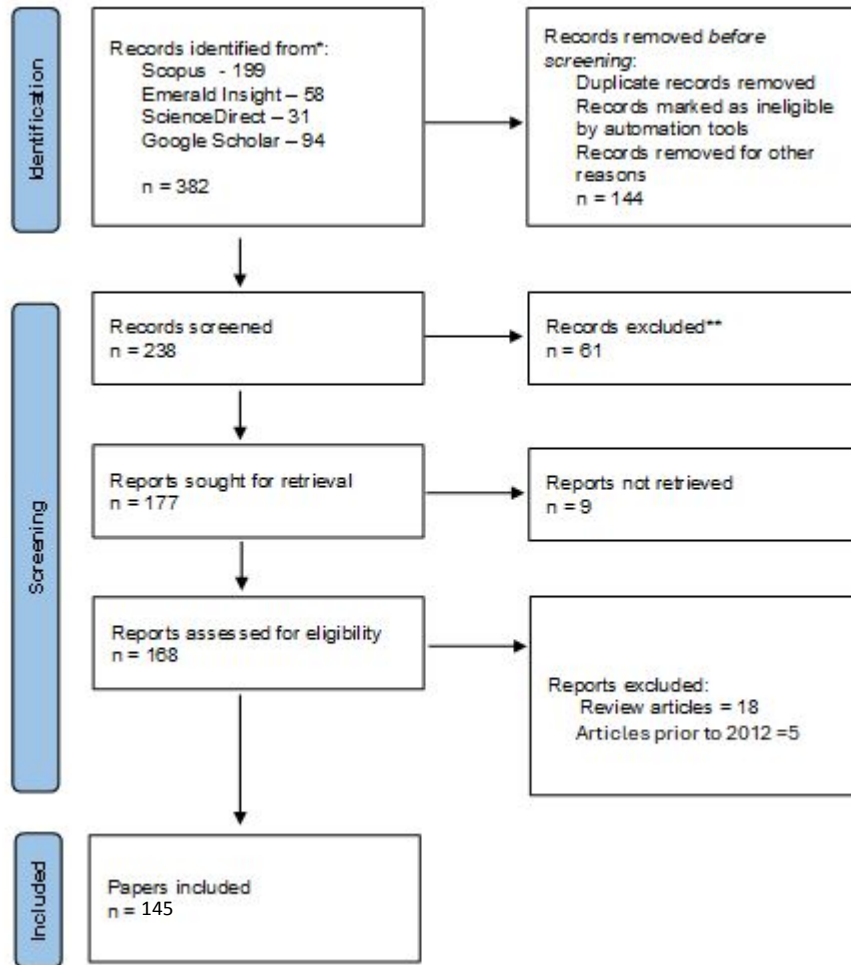 Identification
Records identified from*:
Scopus - 199
Emerald Insight – 58
ScienceDirect – 31
Google Scholar – 94
n = 382
Records removed before
screening:
Duplicate records removed
Records marked as ineligible
by automation tools
Records removed for other
reasons
n = 144
Screening
Records screened
n = 238
Records excluded**
n = 61
Reports sought for retrieval
n = 177
Reports not retrieved
n = 9
Reports assessed for eligibility
n = 168
Reports excluded:
Review articles = 18
Articles prior to 2012 =5
Included
Papers included
n = 145